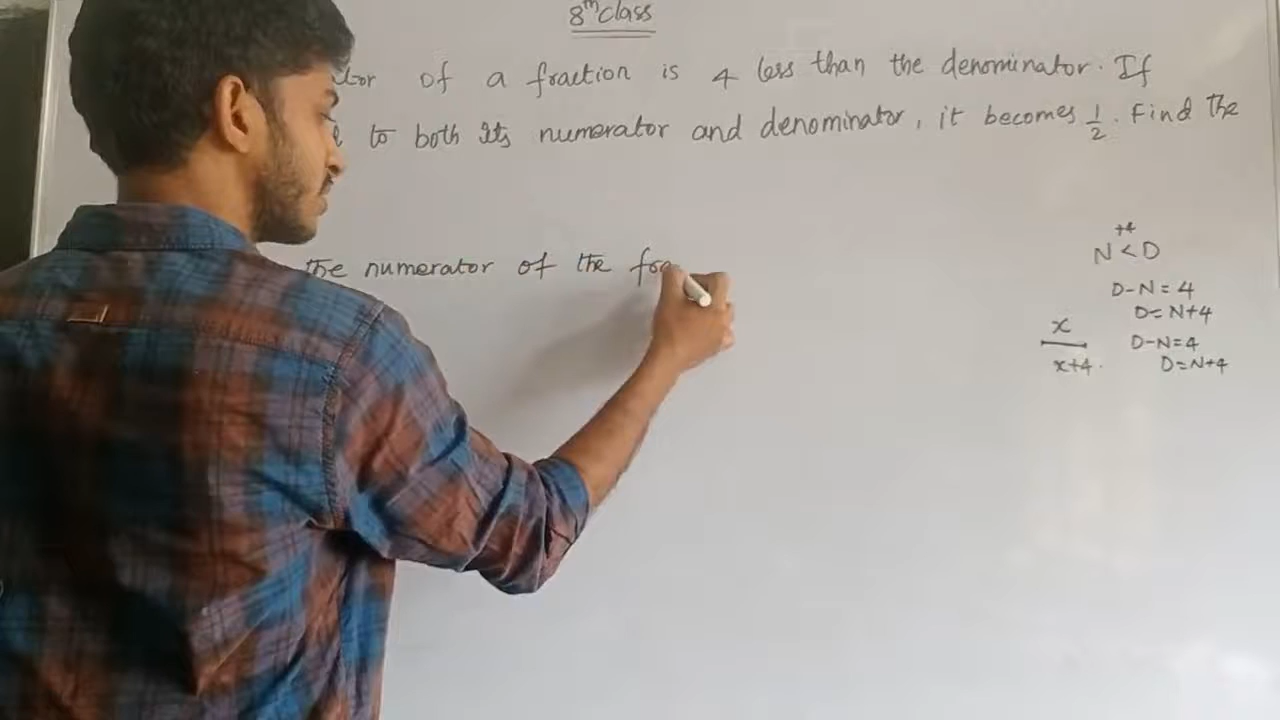 8th class
of a fraction is 4 less than the denominator. If
to both its numerator and denominator, it becomes 1/2. Find the
the numerator of the fra
+4
N < D
D-N = 4
D = N+4
x
x+4.
D-N=4
D=N+4